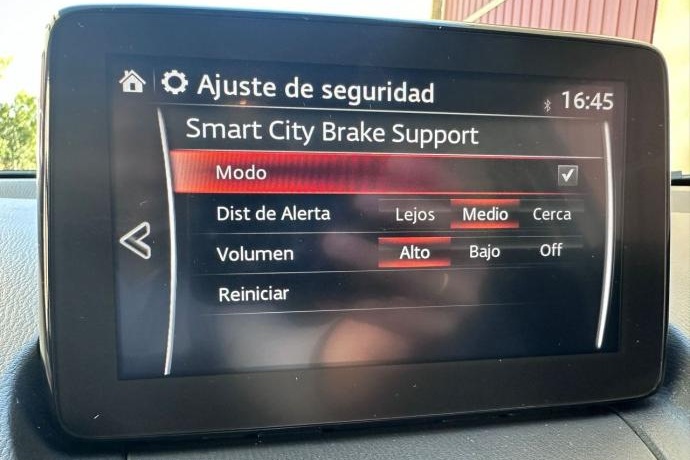 Ajuste de seguridad 16:45
Smart City Brake Support
Modo
Dist de Alerta Lejos Medio Cerca
Volumen Alto Bajo Off
Reiniciar